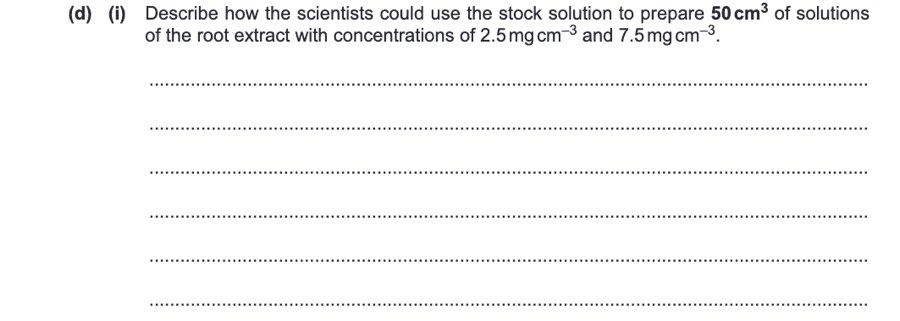 (d) (i) Describe how the scientists could use the stock solution to prepare 50 cm³ of solutions
of the root extract with concentrations of 2.5 mg cm⁻³ and 7.5 mg cm⁻³.